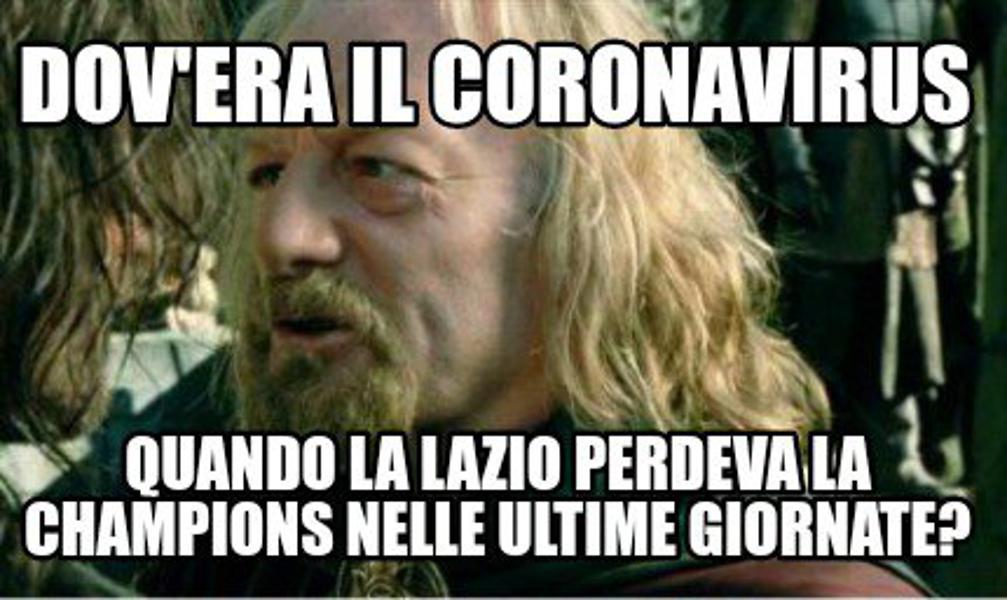 DOV'ERA IL CORONAVIRUS
QUANDO LA LAZIO PERDEVA LA
CHAMPIONS NELLE ULTIME GIORNATE?